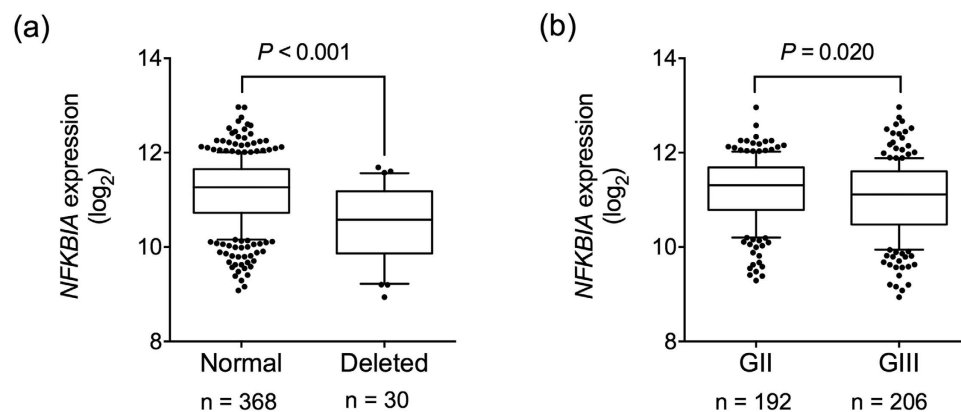 (a)
P < 0.001
NFKBIA expression
(log2)
14
12
10
8
Normal
Deleted
n = 368
n = 30
(b)
P = 0.020
NFKBIA expression
(log2)
14
12
10
8
GII
GIII
n = 192
n = 206